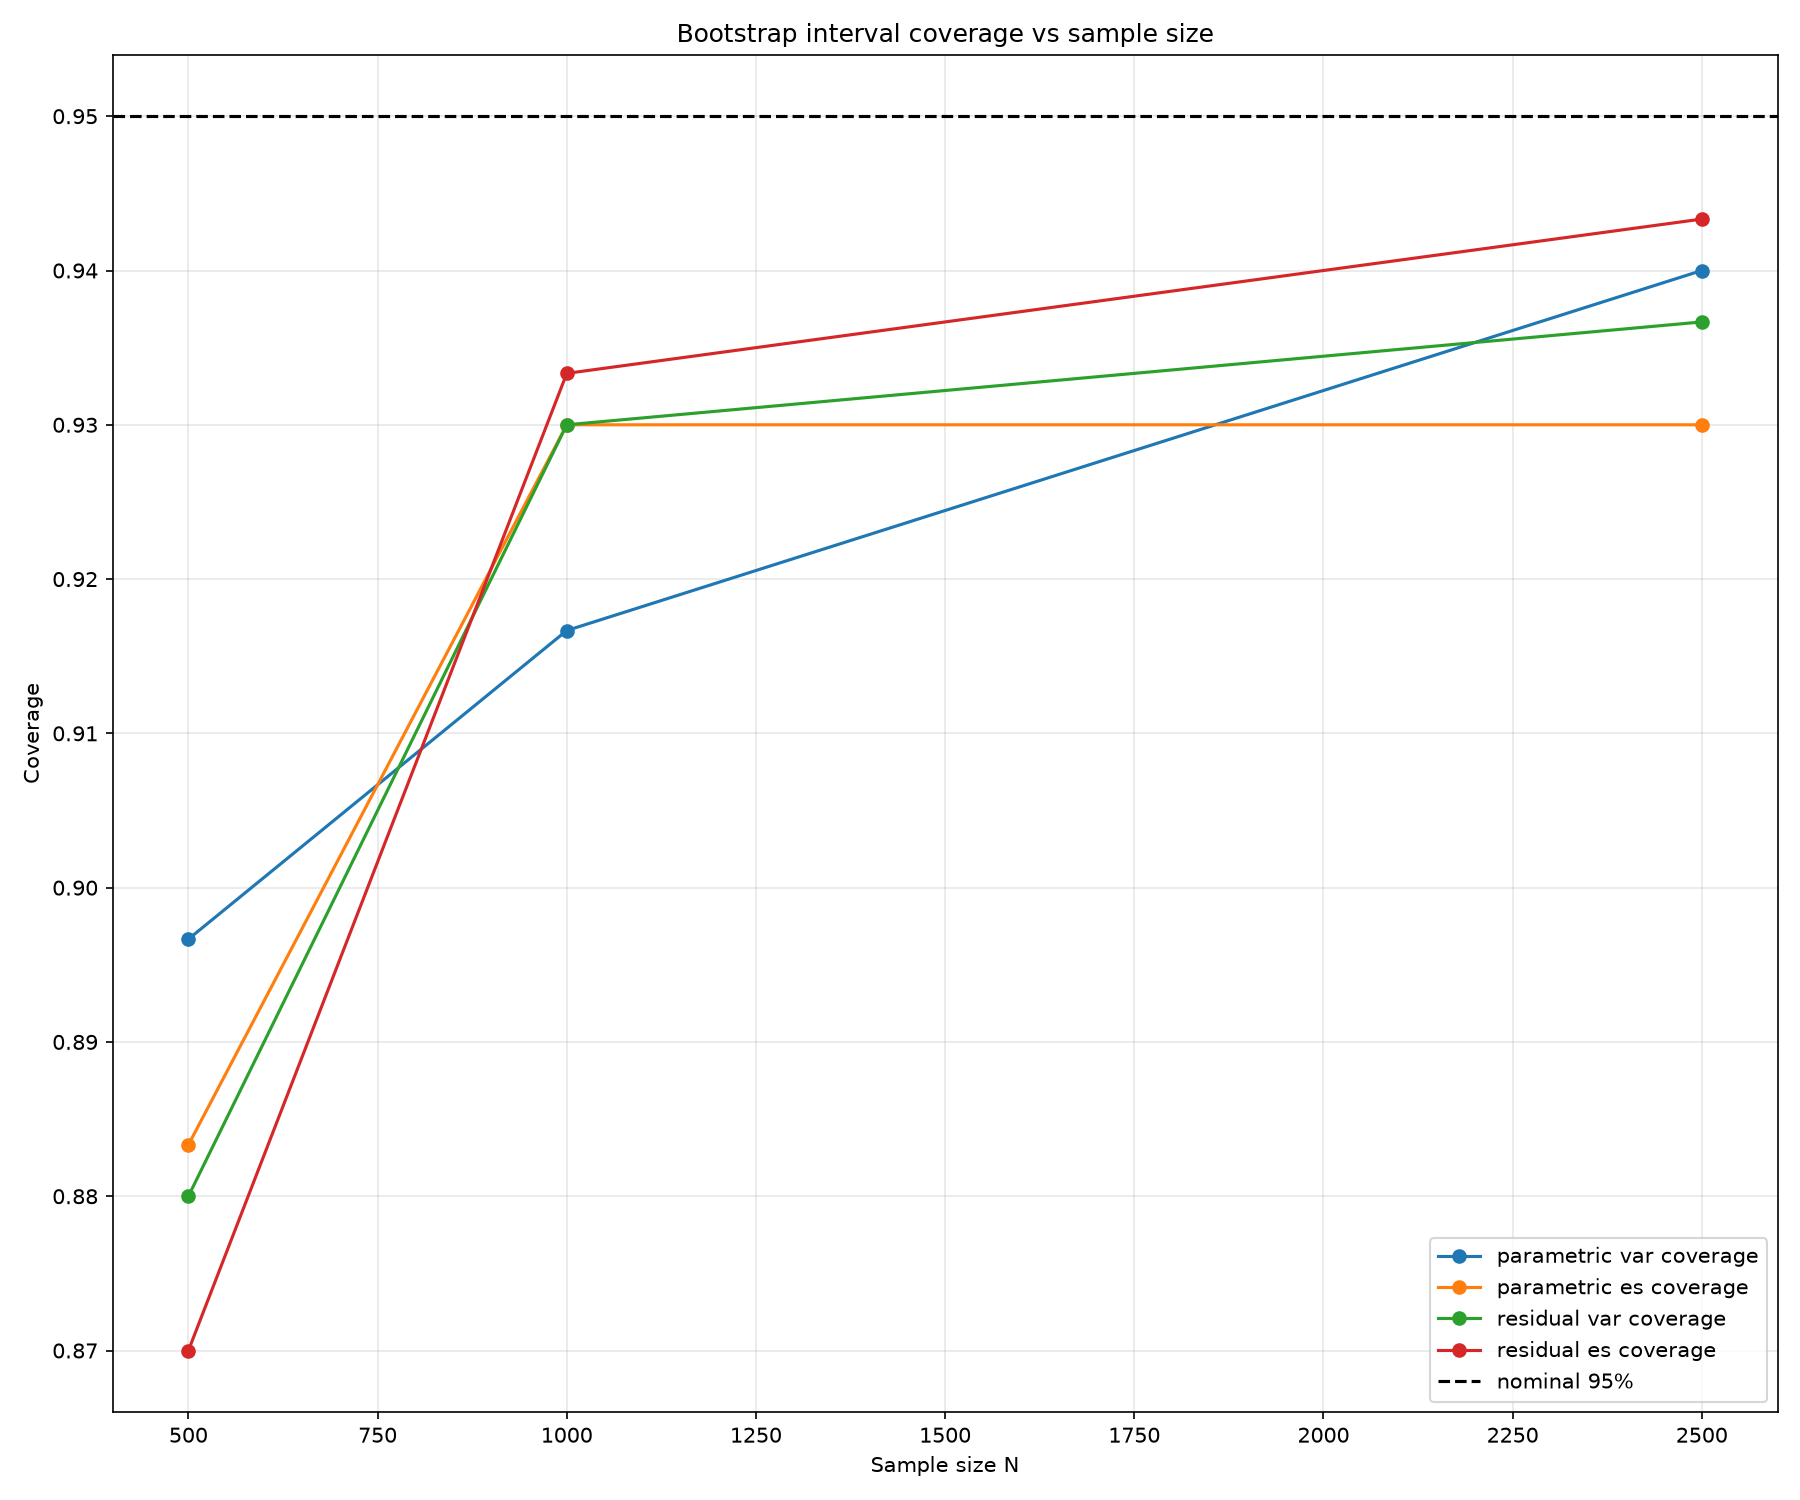 Bootstrap interval coverage vs sample size
0.95
0.94
0.93
0.92
0.91
0.90
0.89
0.88
0.87
Coverage
500 750 1000 1250 1500 1750 2000 2250 2500
Sample size N
parametric var coverage
parametric es coverage
residual var coverage
residual es coverage
nominal 95%